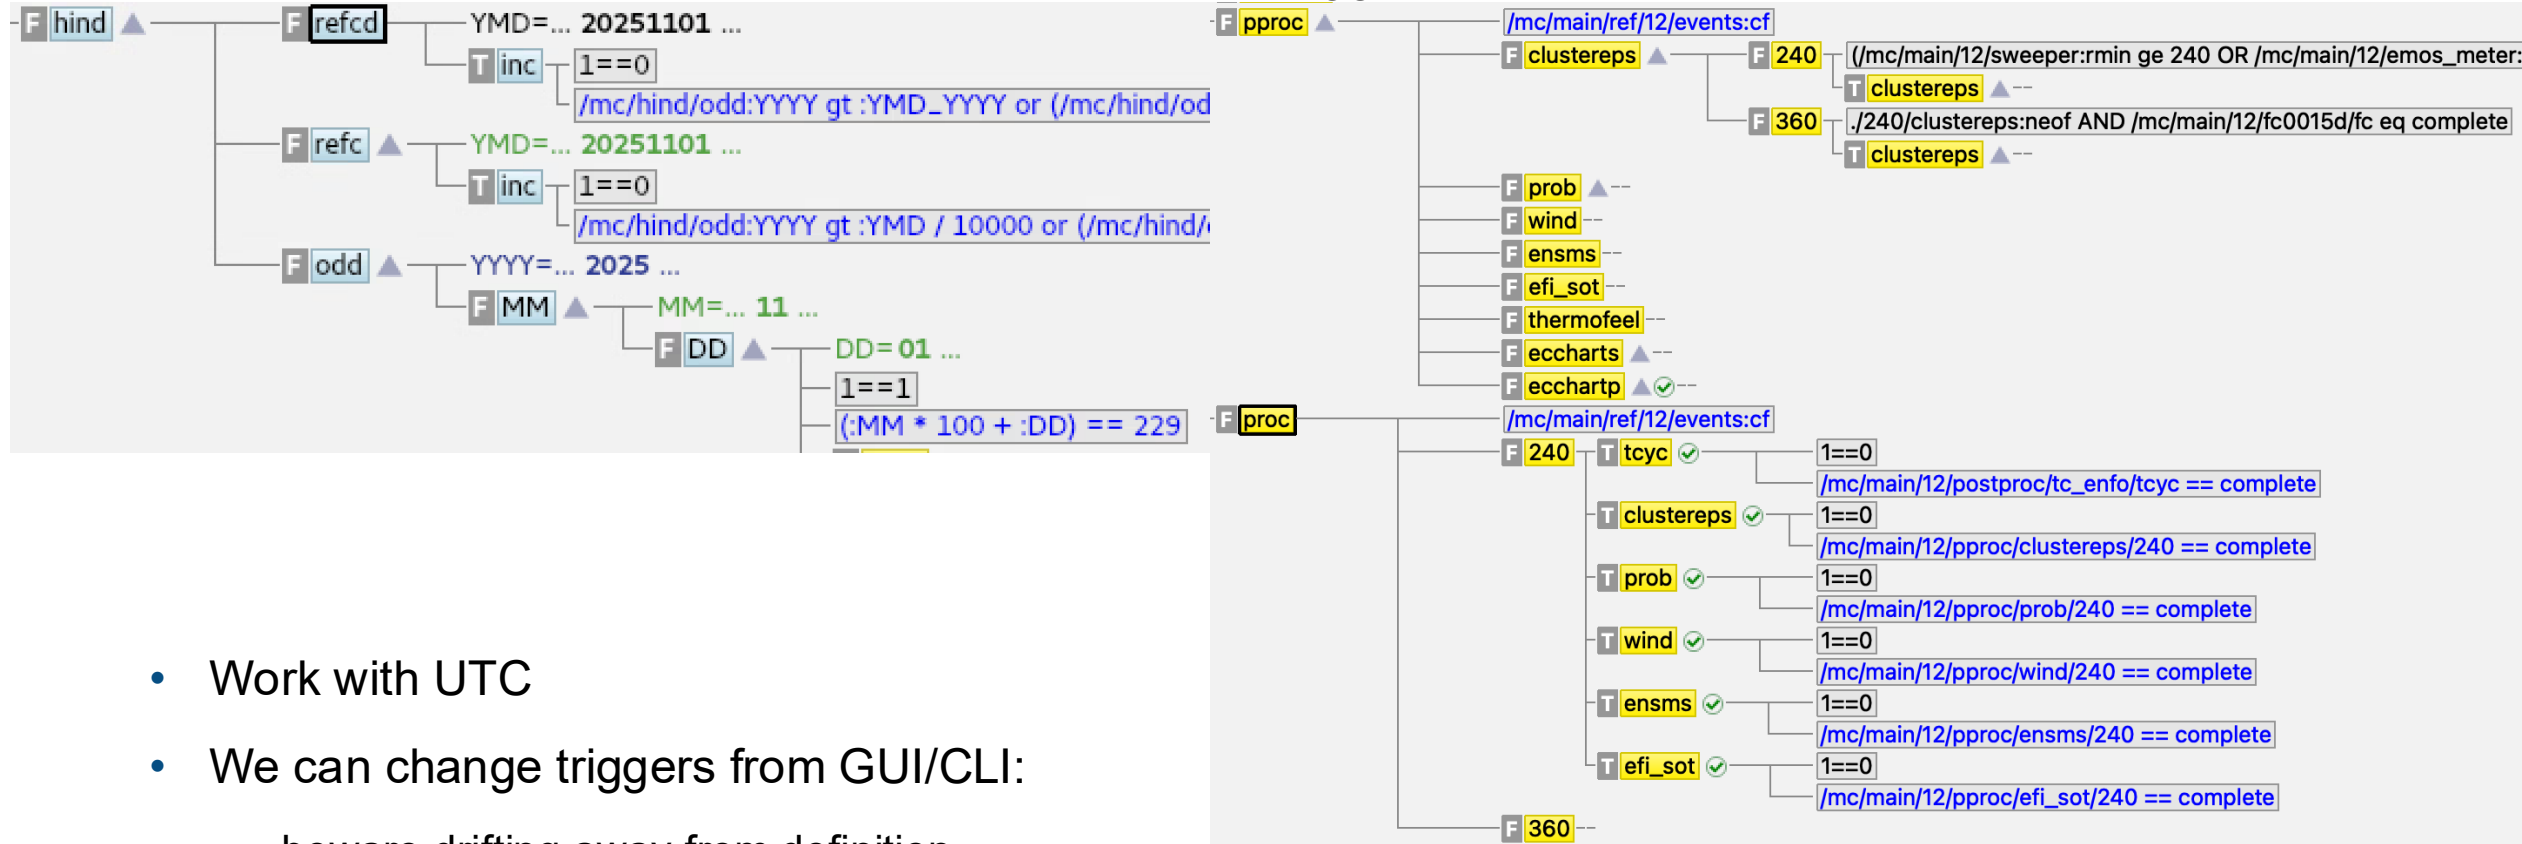 F hind
F refcd
YMD=... 20251101 ...
T inc
1==0
/mc/hind/odd:YYYY gt :YMD_YYYY or (/mc/hind/od
F refc
YMD=... 20251101 ...
T inc
1==0
/mc/hind/odd:YYYY gt :YMD / 10000 or (/mc/hind/
F odd
YYYY=... 2025 ...
F MM
MM=... 11 ...
F DD
DD= 01 ...
1==1
(:MM * 100 + :DD) == 229
• Work with UTC
• We can change triggers from GUI/CLI:
beware drifting away from definition
F pproc
/mc/main/ref/12/events:cf
F clustereps
F 240
(/mc/main/12/sweeper:rmin ge 240 OR /mc/main/12/emos_meter:
T clustereps --
F 360
./240/clustereps:neof AND /mc/main/12/fc0015d/fc eq complete
T clustereps --
F prob --
F wind --
F ensms --
F efi_sot --
F thermofeel --
F eccharts --
F ecchartp --
F proc
/mc/main/ref/12/events:cf
F 240
T tcyc
1==0
/mc/main/12/postproc/tc_enfo/tcyc == complete
T clustereps
1==0
/mc/main/12/pproc/clustereps/240 == complete
T prob
1==0
/mc/main/12/pproc/prob/240 == complete
T wind
1==0
/mc/main/12/pproc/wind/240 == complete
T ensms
1==0
/mc/main/12/pproc/ensms/240 == complete
T efi_sot
1==0
/mc/main/12/pproc/efi_sot/240 == complete
F 360 --